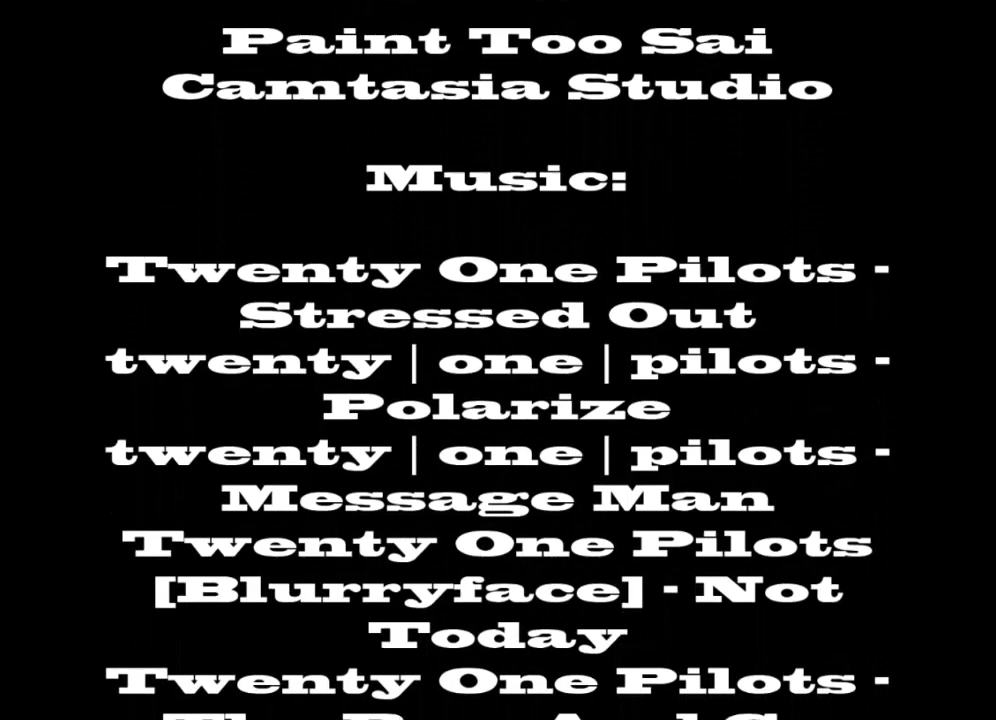 Paint Too Sai
Camtasia Studio
Music:
Twenty One Pilots -
Stressed Out
twenty | one | pilots -
Polarize
twenty | one | pilots -
Message Man
Twenty One Pilots
[Blurryface] - Not
Today
Twenty One Pilots -